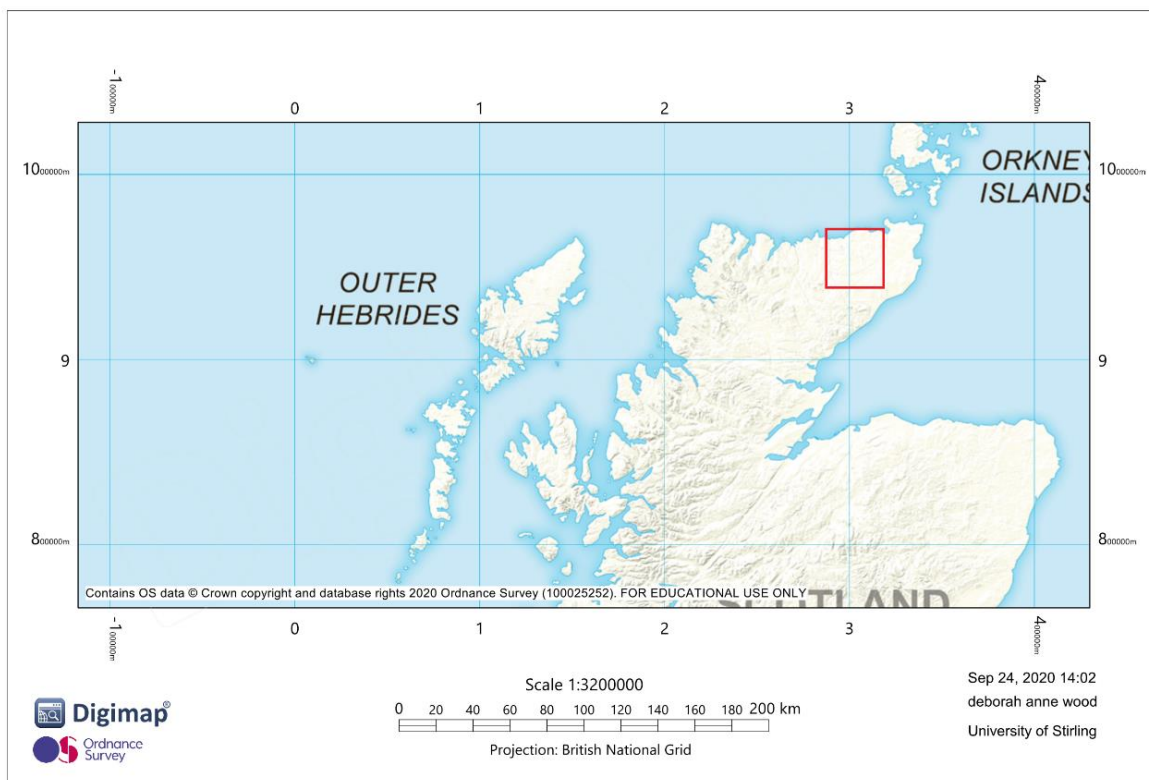 -100000m
400000m
0
1
2
3
1000000m
1000000m
ORKNEY
ISLANDS
OUTER
HEBRIDES
9
9
800000m
800000m
Contains OS data © Crown copyright and database rights 2020 Ordnance Survey (100025252). FOR EDUCATIONAL USE ONLY
SCOTLAND
0
1
2
3
-100000m
400000m
Scale 1:3200000
0 20 40 60 80 100 120 140 160 180 200 km
Projection: British National Grid
Digimap®
Ordnance
Survey
Sep 24, 2020 14:02
deborah anne wood
University of Stirling